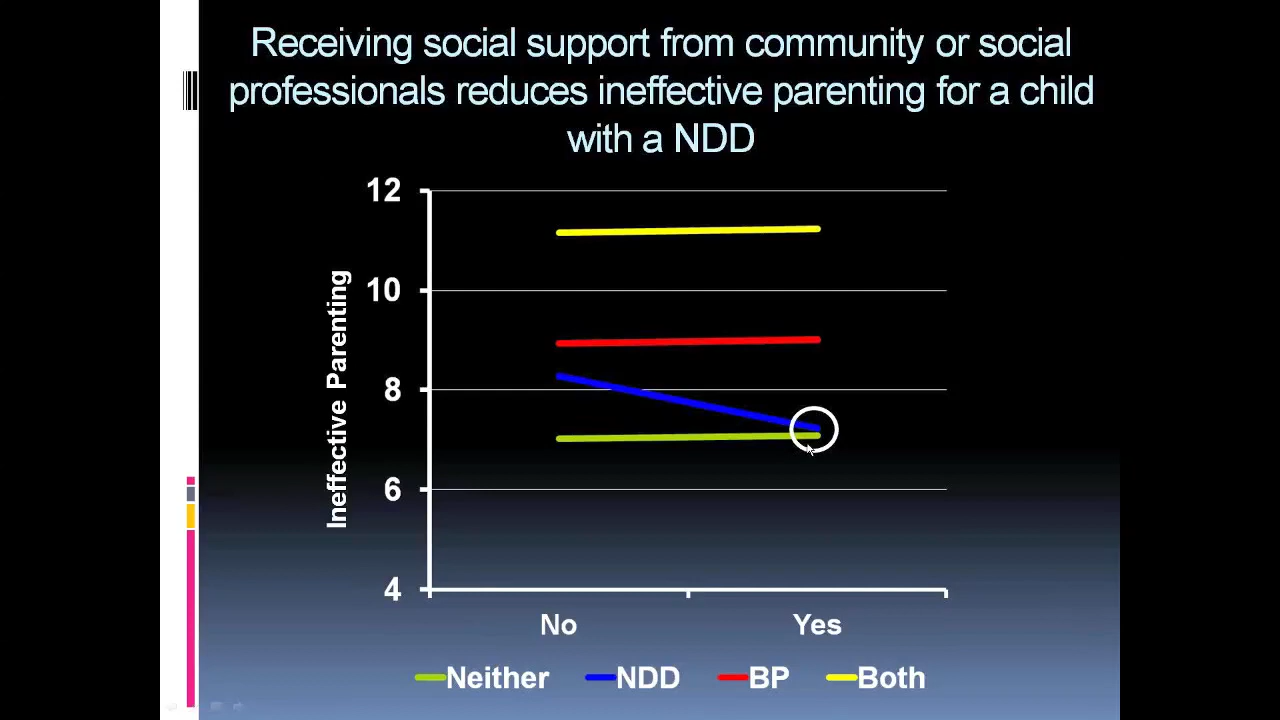 Receiving social support from community or social
professionals reduces ineffective parenting for a child
with a NDD
12
10
8
6
4
Ineffective Parenting
No Yes
Neither NDD BP Both